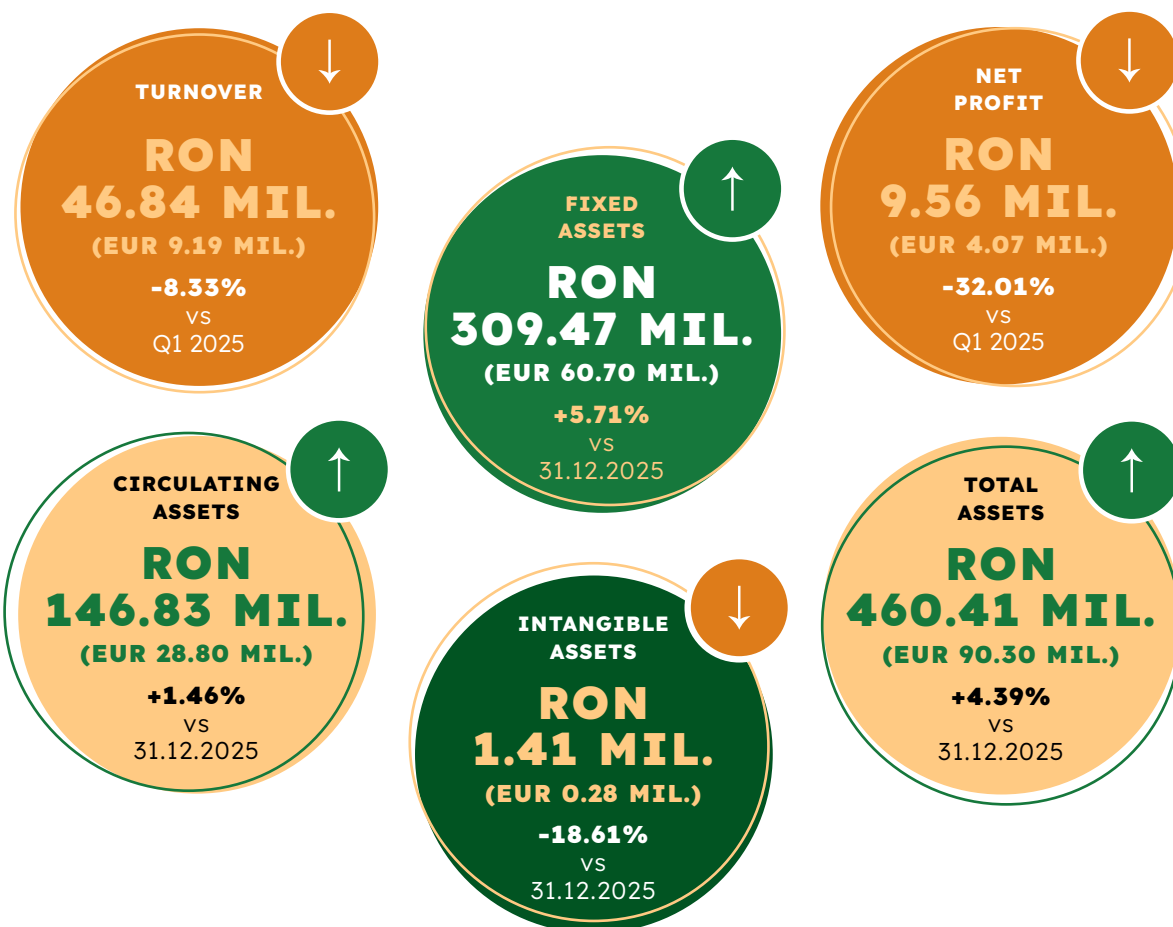 TURNOVER
RON
46.84 MIL.
(EUR 9.19 MIL.)
-8.33%
vs
Q1 2025
↓
FIXED
ASSETS
RON
309.47 MIL.
(EUR 60.70 MIL.)
+5.71%
vs
31.12.2025
↑
NET
PROFIT
RON
9.56 MIL.
(EUR 4.07 MIL.)
-32.01%
vs
Q1 2025
↓
CIRCULATING
ASSETS
RON
146.83 MIL.
(EUR 28.80 MIL.)
+1.46%
vs
31.12.2025
↑
INTANGIBLE
ASSETS
RON
1.41 MIL.
(EUR 0.28 MIL.)
-18.61%
vs
31.12.2025
↓
TOTAL
ASSETS
RON
460.41 MIL.
(EUR 90.30 MIL.)
+4.39%
vs
31.12.2025
↑